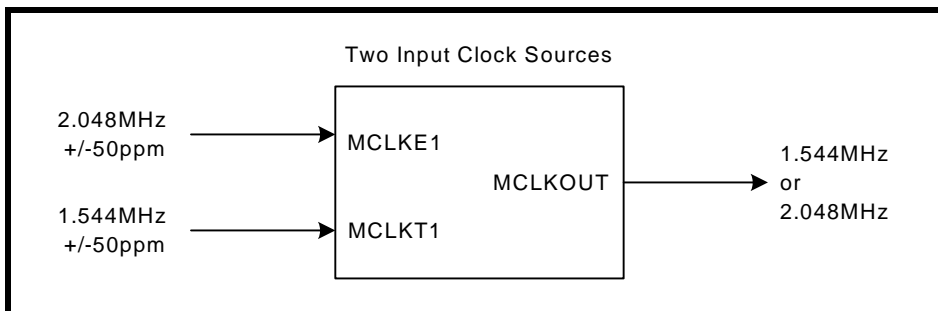 Two Input Clock Sources
2.048MHz
+/-50ppm
MCLKE1
1.544MHz
+/-50ppm
MCLKT1
MCLKOUT
1.544MHz
or
2.048MHz